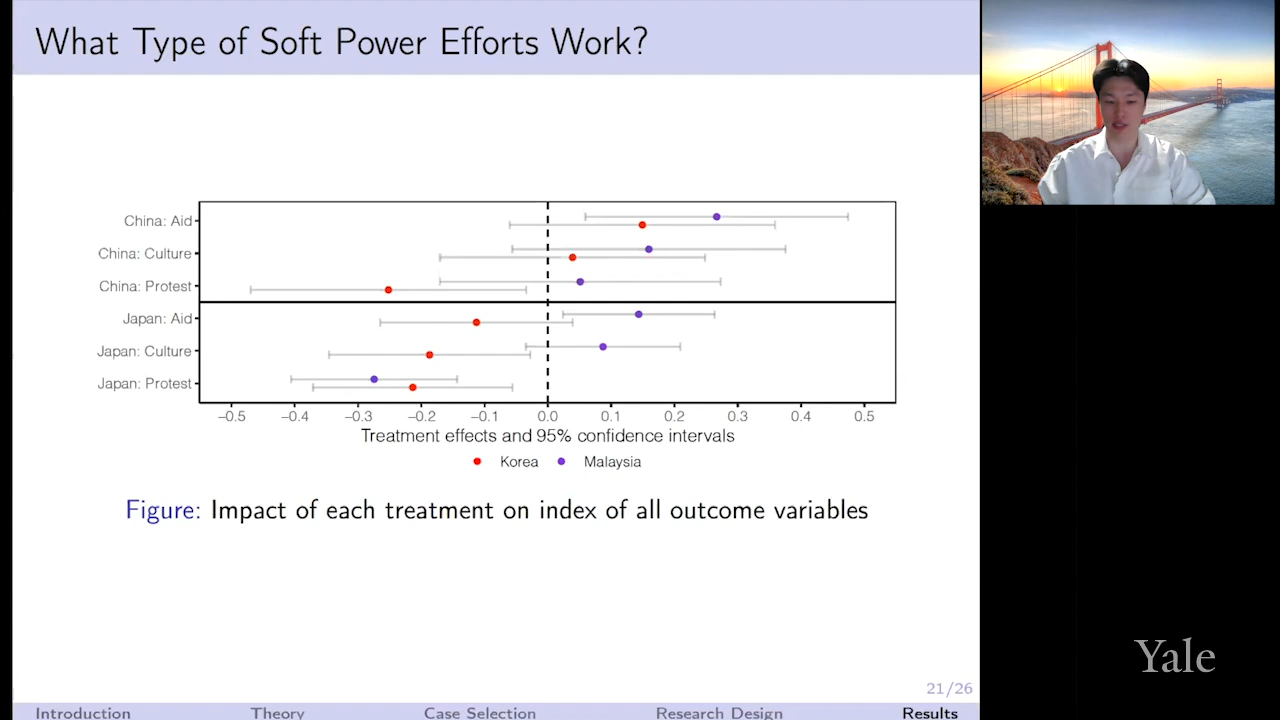 What Type of Soft Power Efforts Work?
China: Aid
China: Culture
China: Protest
Japan: Aid
Japan: Culture
Japan: Protest
−0.5 −0.4 −0.3 −0.2 −0.1 0.0 0.1 0.2 0.3 0.4 0.5
Treatment effects and 95% confidence intervals
Korea Malaysia
Figure: Impact of each treatment on index of all outcome variables
Yale
21/26
Introduction Theory Case Selection Research Design Results